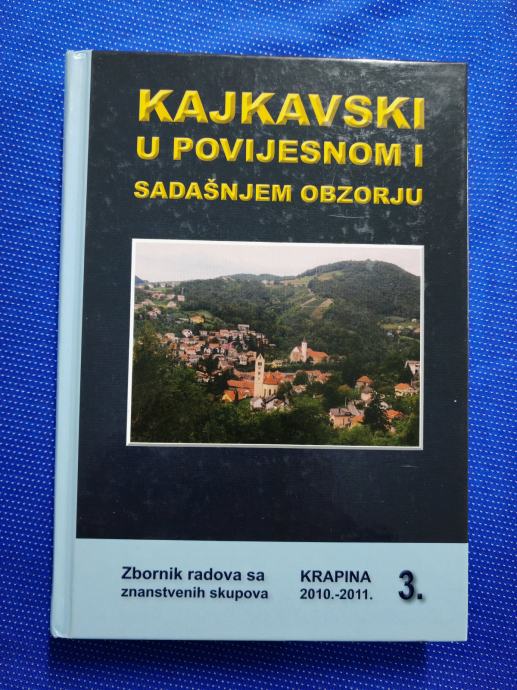 KAJKAVSKI
U POVIJESNOM I
SADAŠNJEM OBZORJU
Zbornik radova sa
znanstvenih skupova
KRAPINA
2010.-2011.
3.